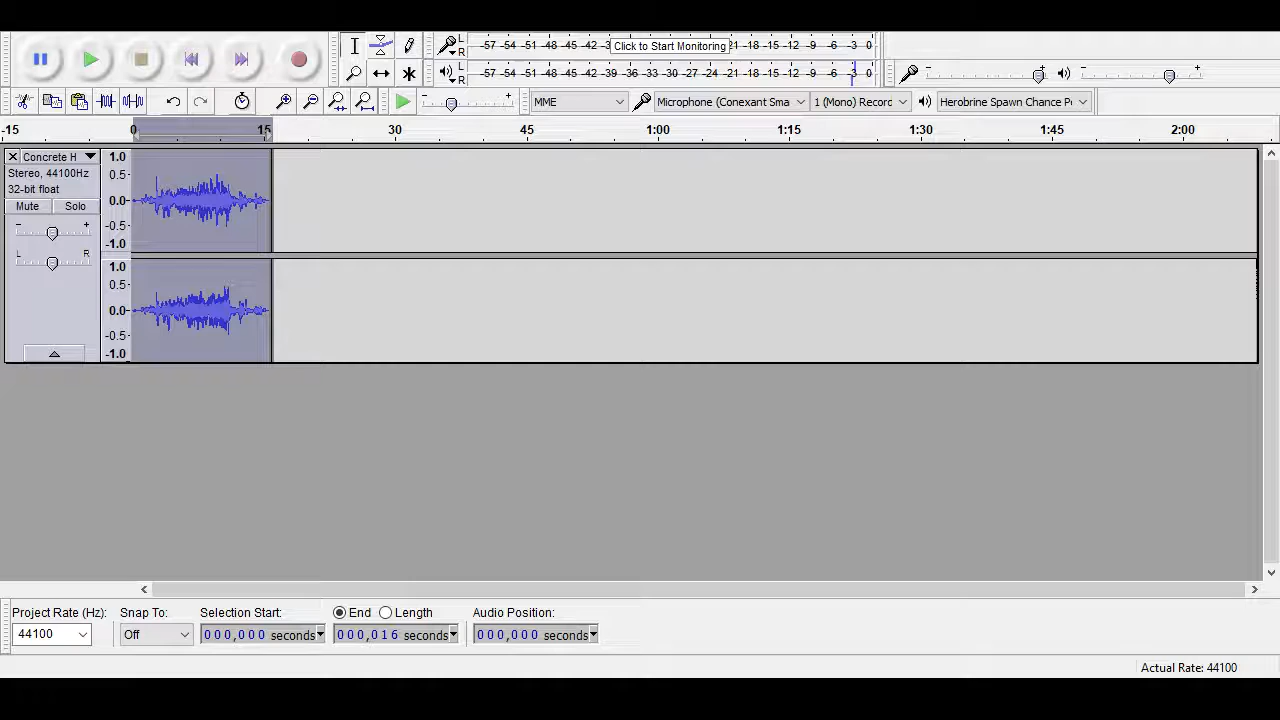 L
R
-57 -54 -51 -48 -45 -42 -39 Click to Start Monitoring -21 -18 -15 -12 -9 -6 -3 0
L
R
-57 -54 -51 -48 -45 -42 -39 -36 -33 -30 -27 -24 -21 -18 -15 -12 -9 -6 -3 0
MME Microphone (Conexant Sma 1 (Mono) Record Herobrine Spawn Chance Po
-15 0 15 30 45 1:00 1:15 1:30 1:45 2:00
Concrete H
Stereo, 44100Hz
32-bit float
Mute Solo
L R
1.0
0.5
0.0
-0.5
-1.0
1.0
0.5
0.0
-0.5
-1.0
Project Rate (Hz): Snap To: Selection Start: End Length Audio Position:
44100 Off 000,000 seconds 000,016 seconds 000,000 seconds
Actual Rate: 44100